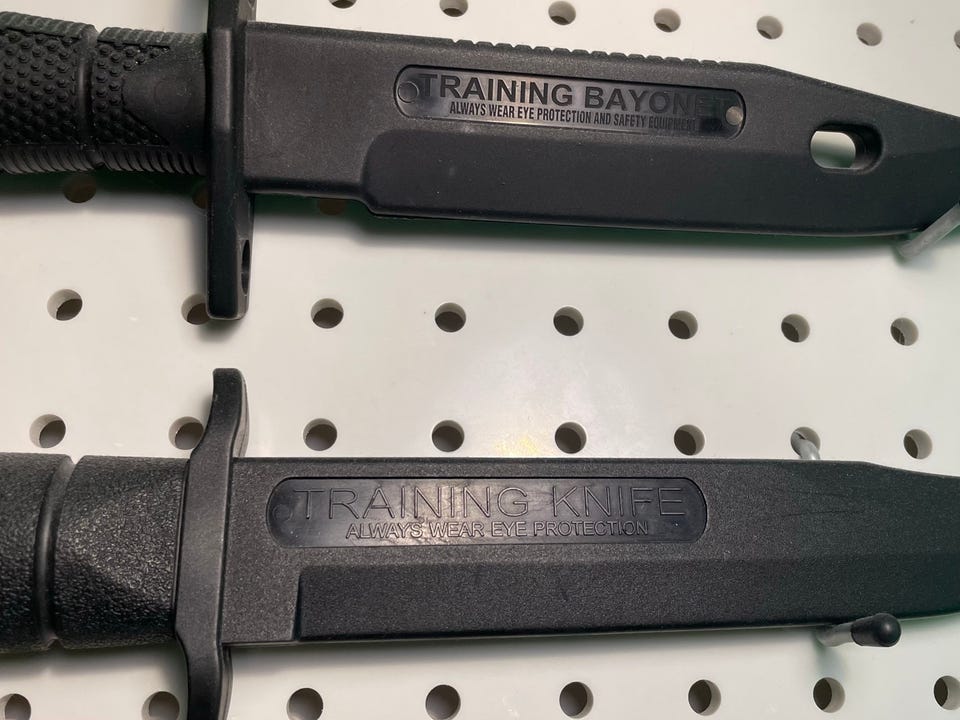 TRAINING BAYONET
ALWAYS WEAR EYE PROTECTION AND SAFETY EQUIPMENT
TRAINING KNIFE
ALWAYS WEAR EYE PROTECTION